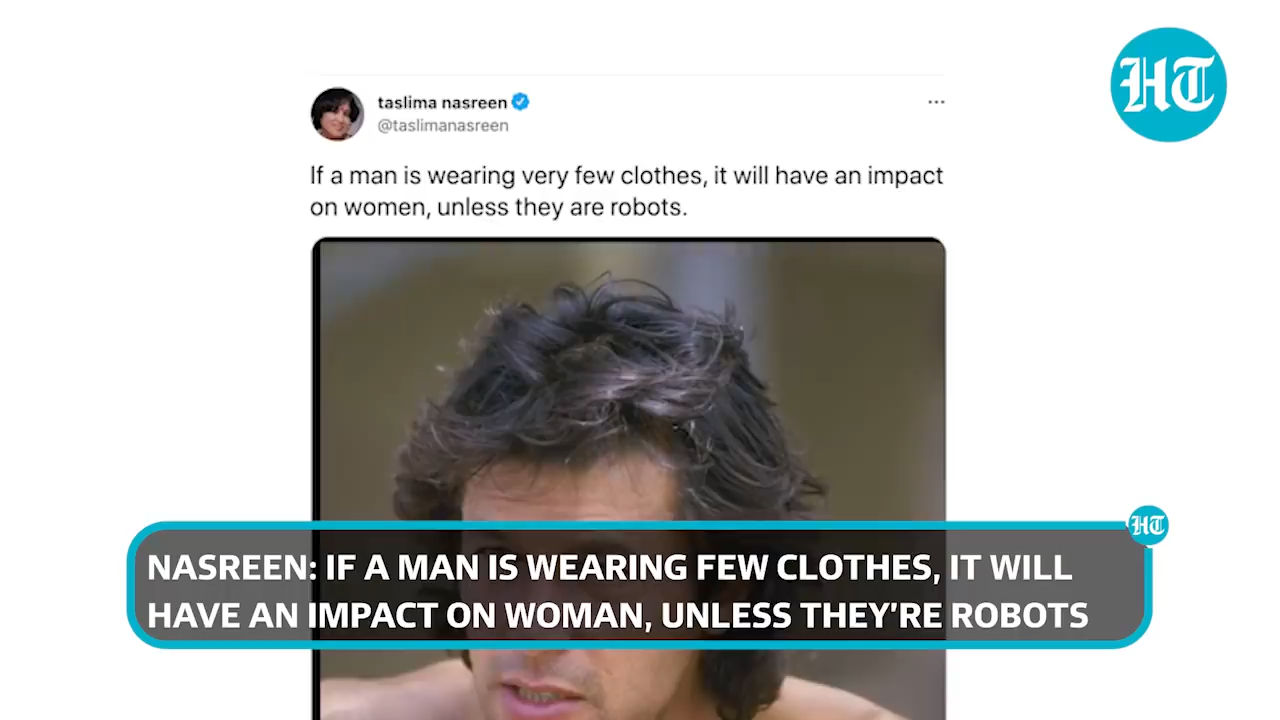 HT
taslima nasreen
@taslimanasreen
If a man is wearing very few clothes, it will have an impact
on women, unless they are robots.
HT
NASREEN: IF A MAN IS WEARING FEW CLOTHES, IT WILL
HAVE AN IMPACT ON WOMAN, UNLESS THEY'RE ROBOTS